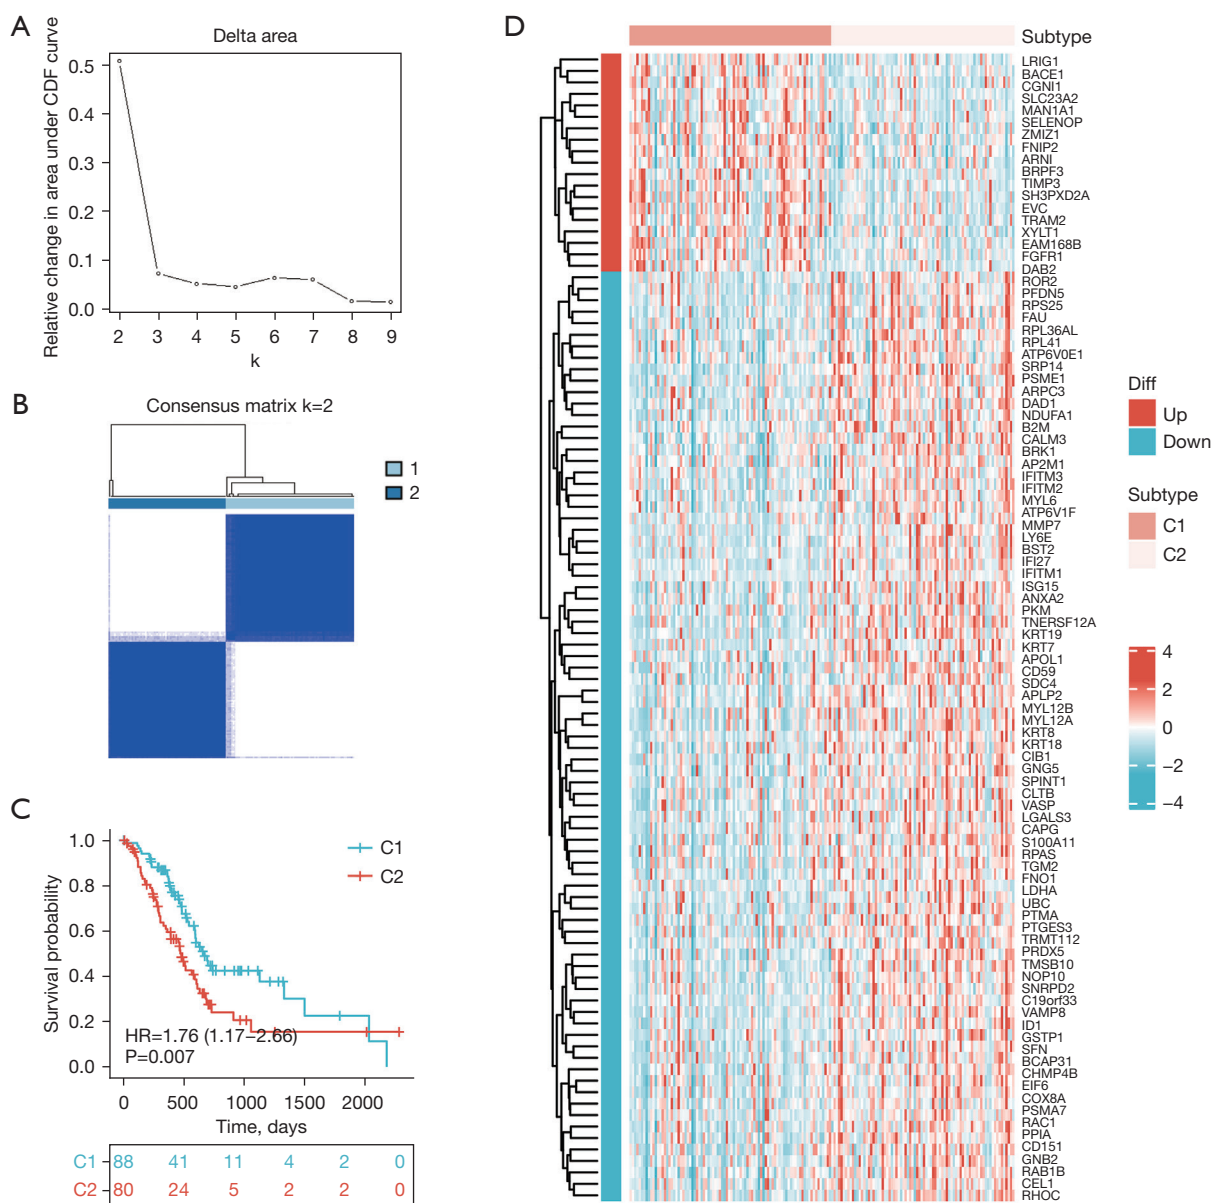 A
Delta area
Relative change in area under CDF curve
0.5
0.4
0.3
0.2
0.1
0.0
2 3 4 5 6 7 8 9
k
B
Consensus matrix k=2
1
2
C
Survival probability
1.0
0.8
0.6
0.4
0.2
0.0
C1
C2
HR=1.76 (1.17−2.66)
P=0.007
0 500 1000 1500 2000
Time, days
C1 88 41 11 4 2 0
C2 80 24 5 2 2 0
D
Subtype
LRIG1
BACE1
CGNI1
SLC23A2
MAN1A1
SELENOP
ZMIZ1
FNIP2
ARNI
BRPF3
TIMP3
SH3PXD2A
EVC
TRAM2
XYLT1
EAM168B
FGFR1
DAB2
ROR2
PFDN5
RPS25
FAU
RPL36AL
RPL41
ATP6V0E1
SRP14
PSME1
ARPC3
DAD1
NDUFA1
B2M
CALM3
BRK1
AP2M1
IFITM3
IFITM2
MYL6
ATP6V1F
MMP7
LY6E
BST2
IFI27
IFITM1
ISG15
ANXA2
PKM
TNERSF12A
KRT19
KRT7
APOL1
CD59
SDC4
APLP2
MYL12B
MYL12A
KRT8
KRT18
CIB1
GNG5
SPINT1
CLTB
VASP
LGALS3
CAPG
S100A11
RPAS
TGM2
FNO1
LDHA
UBC
PTMA
PTGES3
TRMT112
PRDX5
TMSB10
NOP10
SNRPD2
C19orf33
VAMP8
ID1
GSTP1
SFN
BCAP31
CHMP4B
EIF6
COX8A
PSMA7
RAC1
PPIA
CD151
GNB2
RAB1B
CEL1
RHOC
Diff
Up
Down
Subtype
C1
C2
4
2
0
−2
−4